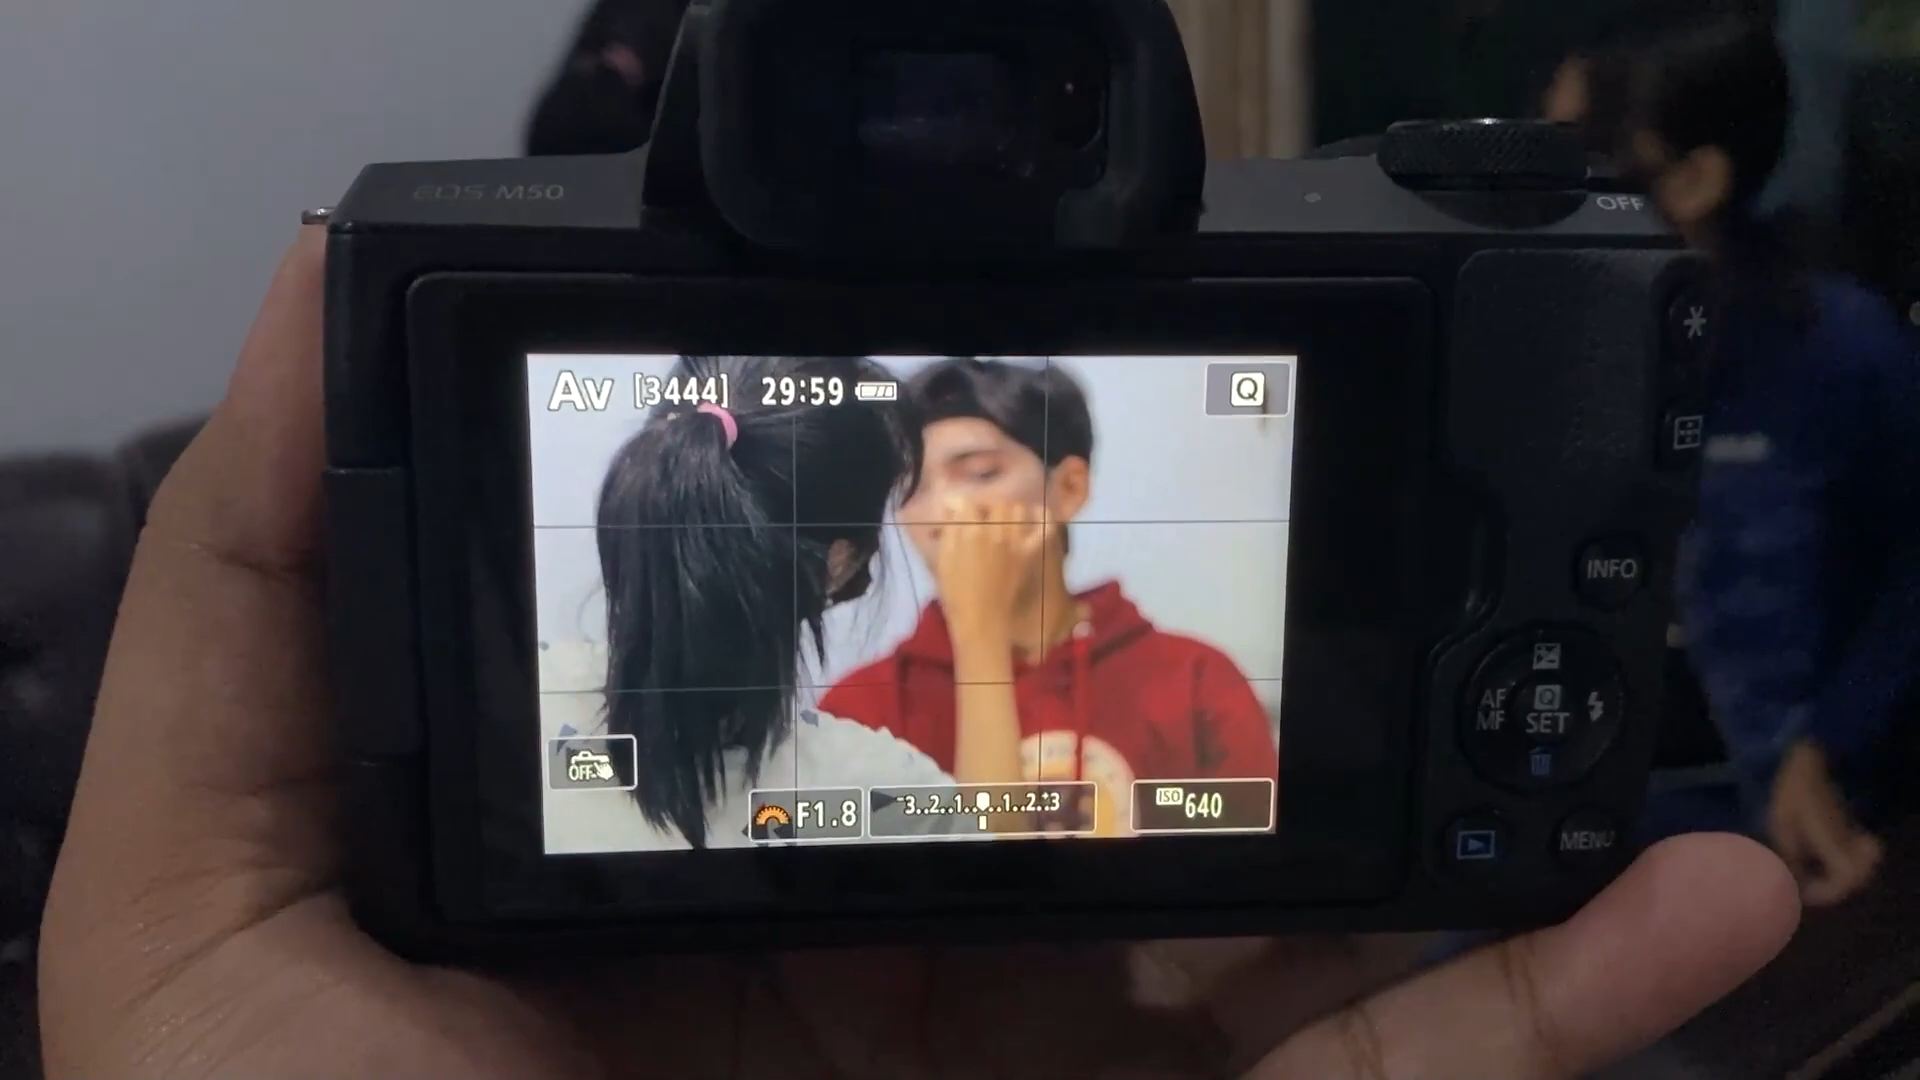 EOS M50
OFF
Av [3444] 29:59
Q
INFO
AF
MF
Q
SET
OFF
F1.8
-3..2..1..0..1..2.:+3
ISO 640
MENU